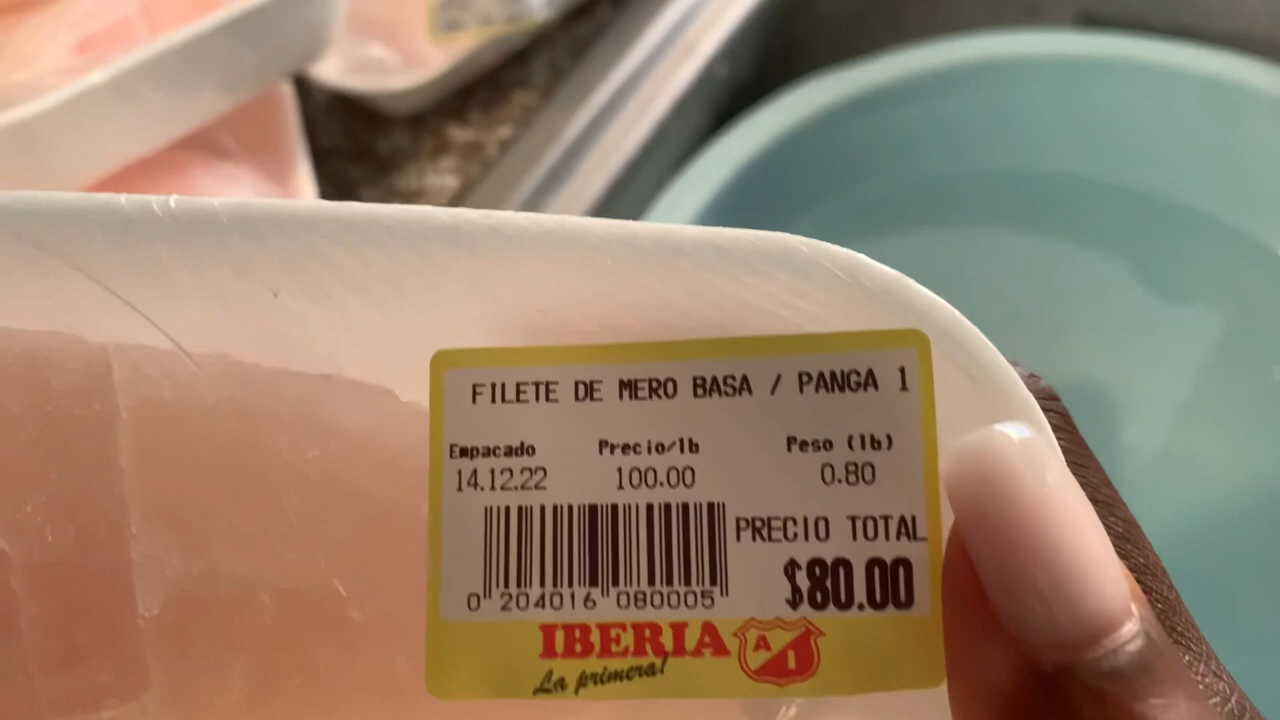 FILETE DE MERO BASA / PANGA 1
Empacado Precio/lb Peso (lb)
14.12.22 100.00 0.80
PRECIO TOTAL
$80.00
0 204016 080005
IBERIA AI
La primera!